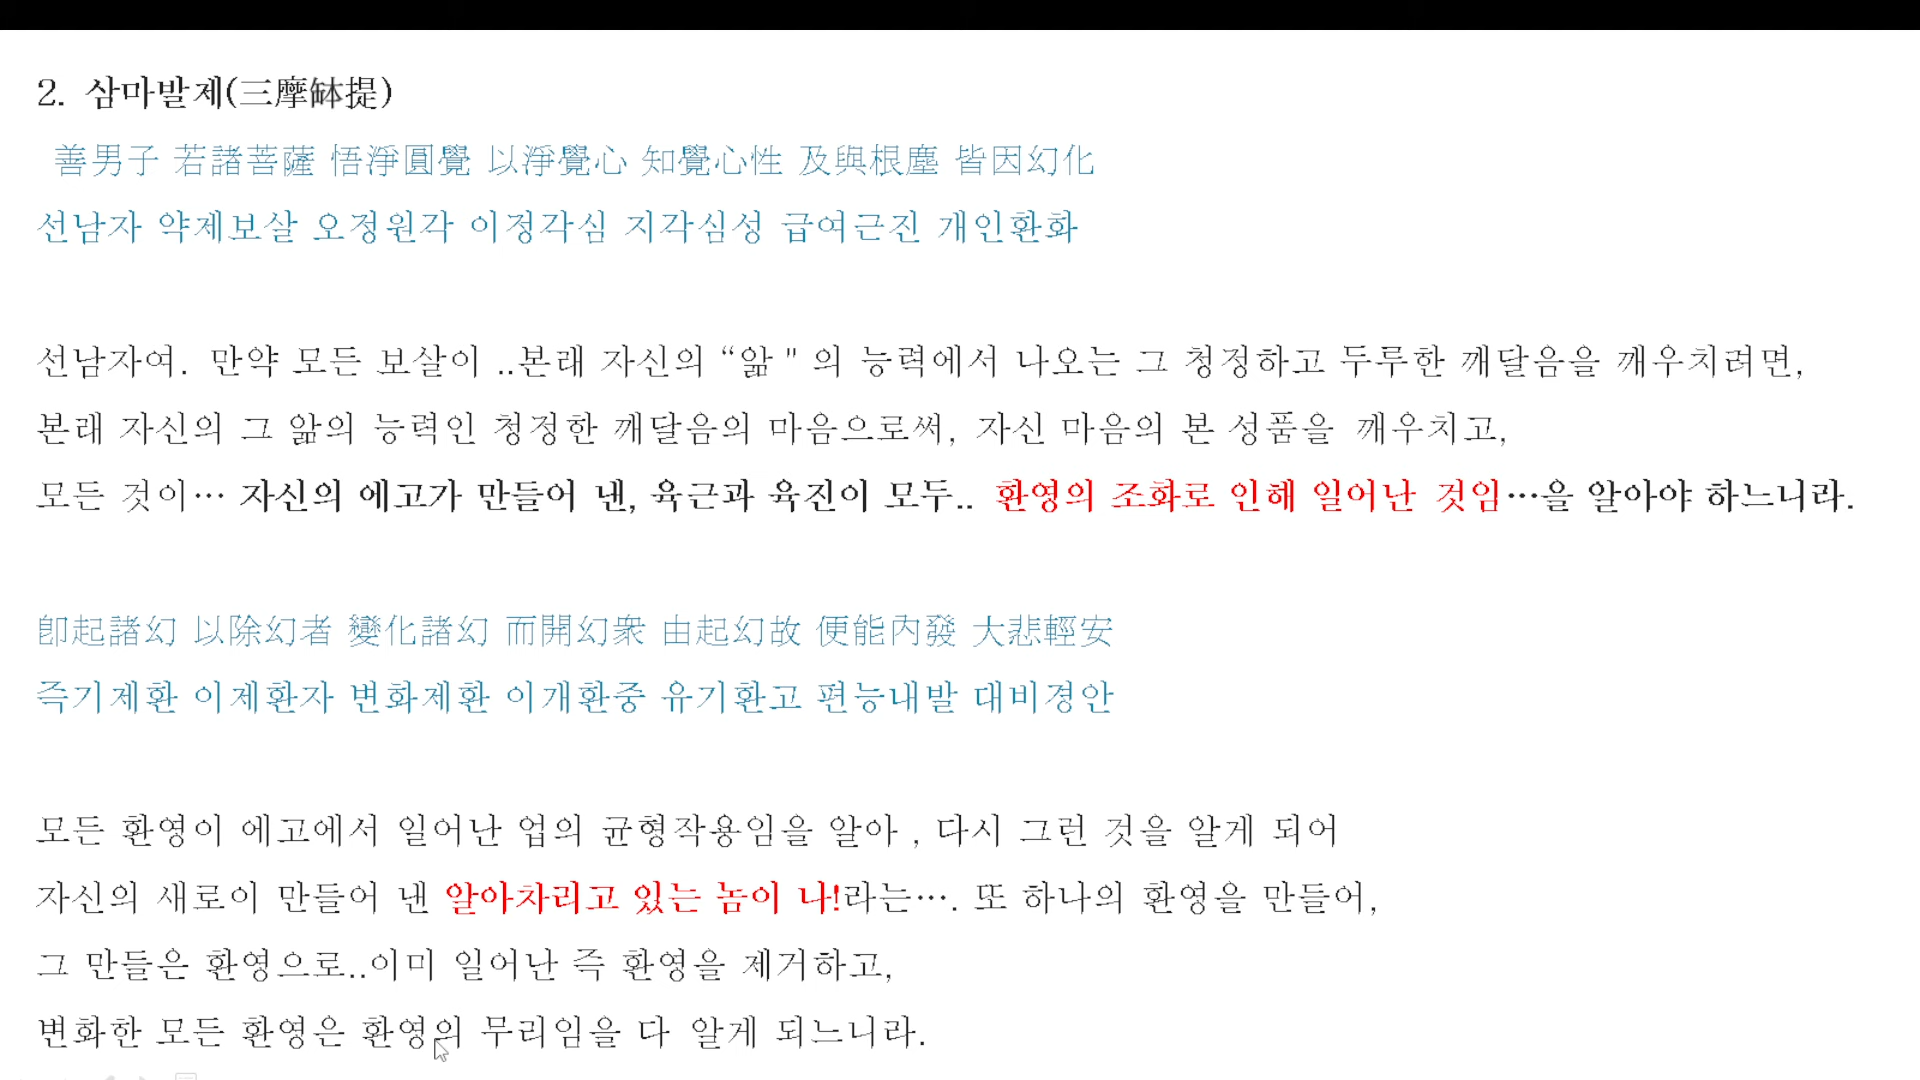 2. 삼마발제(三摩缽提)
善男子 若諸菩薩 悟淨圓覺 以淨覺心 知覺心性 及與根塵 皆因幻化
선남자 약제보살 오정원각 이정각심 지각심성 급여근진 개인환화
선남자여. 만약 모든 보살이 ..본래 자신의 “앎 " 의 능력에서 나오는 그 청정하고 두루한 깨달음을 깨우치려면,
본래 자신의 그 앎의 능력인 청정한 깨달음의 마음으로써, 자신 마음의 본 성품을 깨우치고,
모든 것이… 자신의 에고가 만들어 낸, 육근과 육진이 모두.. 환영의 조화로 인해 일어난 것임…을 알아야 하느니라.
卽起諸幻 以除幻者 變化諸幻 而開幻衆 由起幻故 便能內發 大悲輕安
즉기제환 이제환자 변화제환 이개환중 유기환고 편능내발 대비경안
모든 환영이 에고에서 일어난 업의 균형작용임을 알아 , 다시 그런 것을 알게 되어
자신의 새로이 만들어 낸 알아차리고 있는 놈이 나!라는…. 또 하나의 환영을 만들어,
그 만들은 환영으로..이미 일어난 즉 환영을 제거하고,
변화한 모든 환영은 환영의 무리임을 다 알게 되느니라.